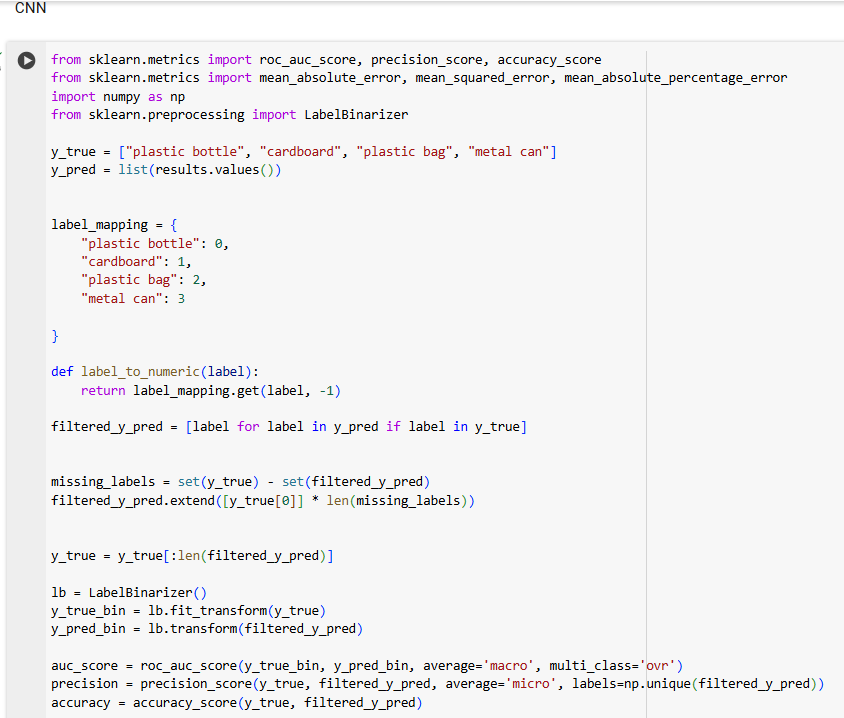 CNN
from sklearn.metrics import roc_auc_score, precision_score, accuracy_score
from sklearn.metrics import mean_absolute_error, mean_squared_error, mean_absolute_percentage_error
import numpy as np
from sklearn.preprocessing import LabelBinarizer
y_true = ["plastic bottle", "cardboard", "plastic bag", "metal can"]
y_pred = list(results.values())
label_mapping = {
    "plastic bottle": 0,
    "cardboard": 1,
    "plastic bag": 2,
    "metal can": 3
}
def label_to_numeric(label):
    return label_mapping.get(label, -1)
filtered_y_pred = [label for label in y_pred if label in y_true]
missing_labels = set(y_true) - set(filtered_y_pred)
filtered_y_pred.extend([y_true[0]] * len(missing_labels))
y_true = y_true[:len(filtered_y_pred)]
lb = LabelBinarizer()
y_true_bin = lb.fit_transform(y_true)
y_pred_bin = lb.transform(filtered_y_pred)
auc_score = roc_auc_score(y_true_bin, y_pred_bin, average='macro', multi_class='ovr')
precision = precision_score(y_true, filtered_y_pred, average='micro', labels=np.unique(filtered_y_pred))
accuracy = accuracy_score(y_true, filtered_y_pred)